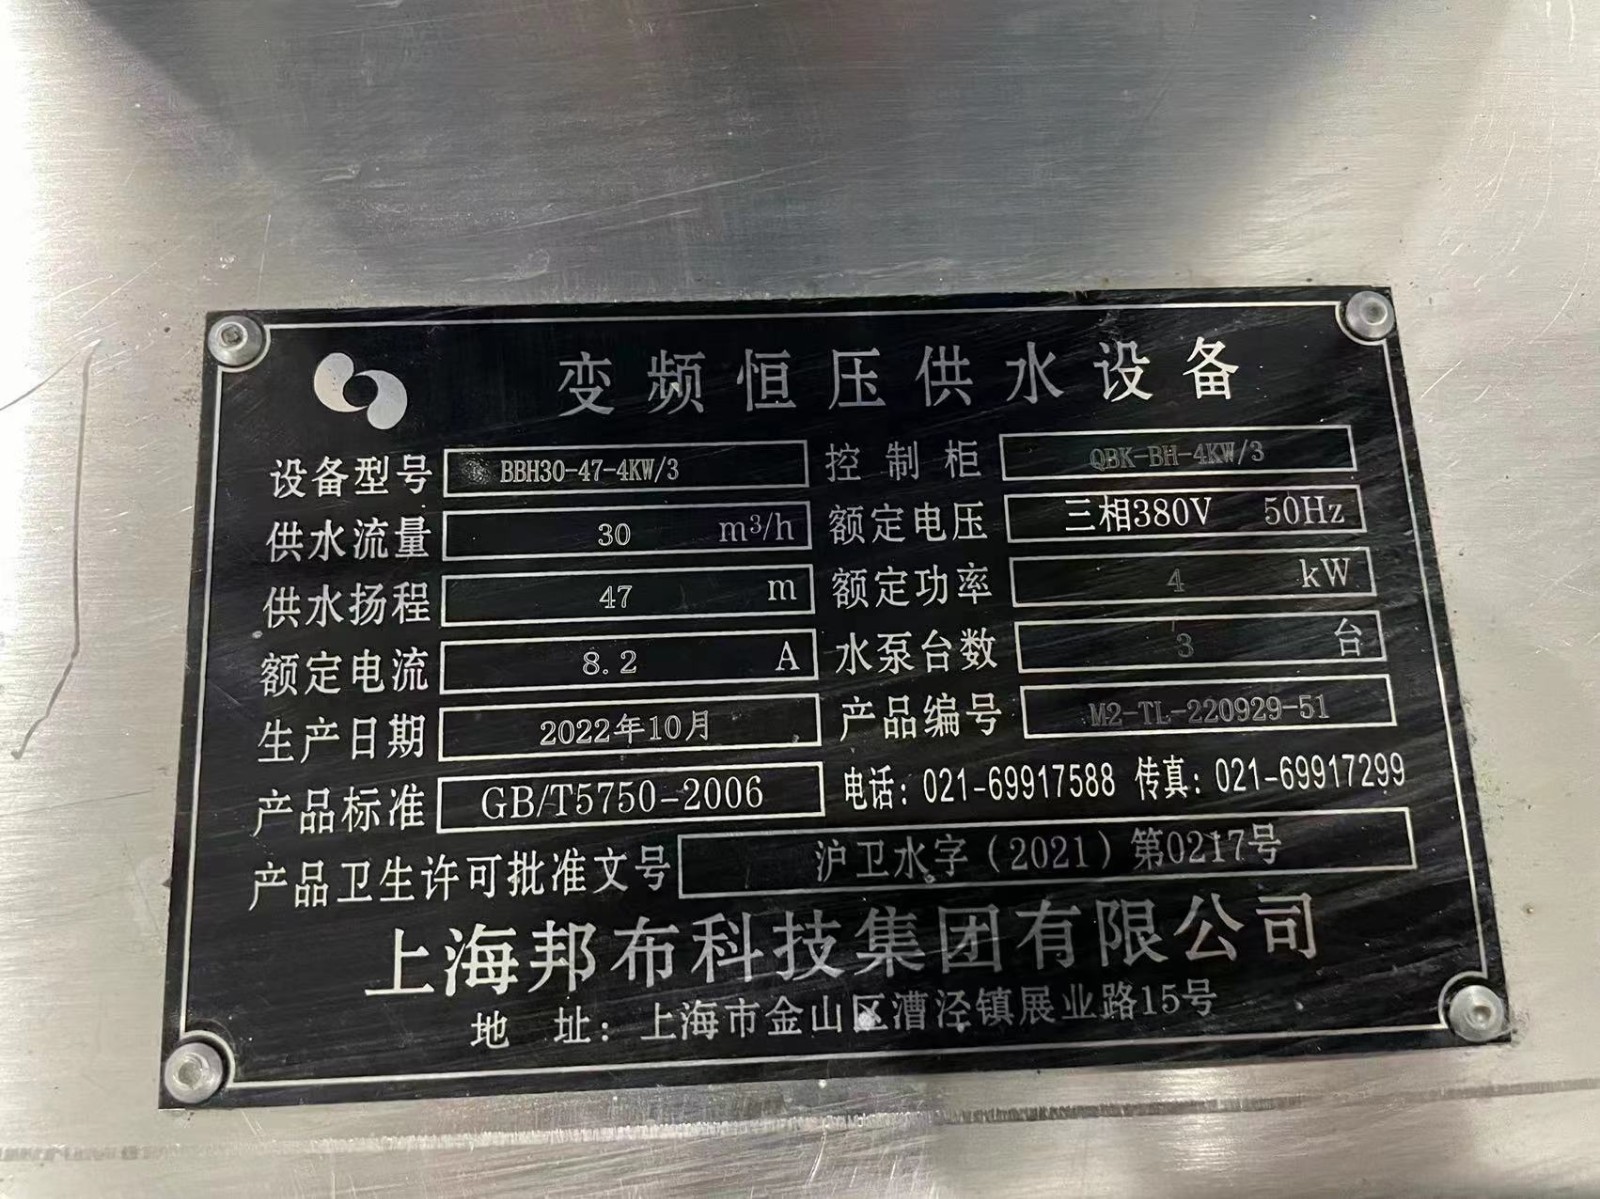 变频恒压供水设备
设备型号 BBH30-47-4KW/3 控制柜 QBK-BH-4KW/3
供水流量 30 m³/h 额定电压 三相380V 50Hz
供水扬程 47 m 额定功率 4 kW
额定电流 8.2 A 水泵台数 3 台
生产日期 2022年10月 产品编号 M2-TL-220929-51
产品标准 GB/T5750-2006 电话：021-69917588 传真：021-69917299
产品卫生许可批准文号 沪卫水字（2021）第0217号
上海邦布科技集团有限公司
地 址：上海市金山区漕泾镇展业路15号